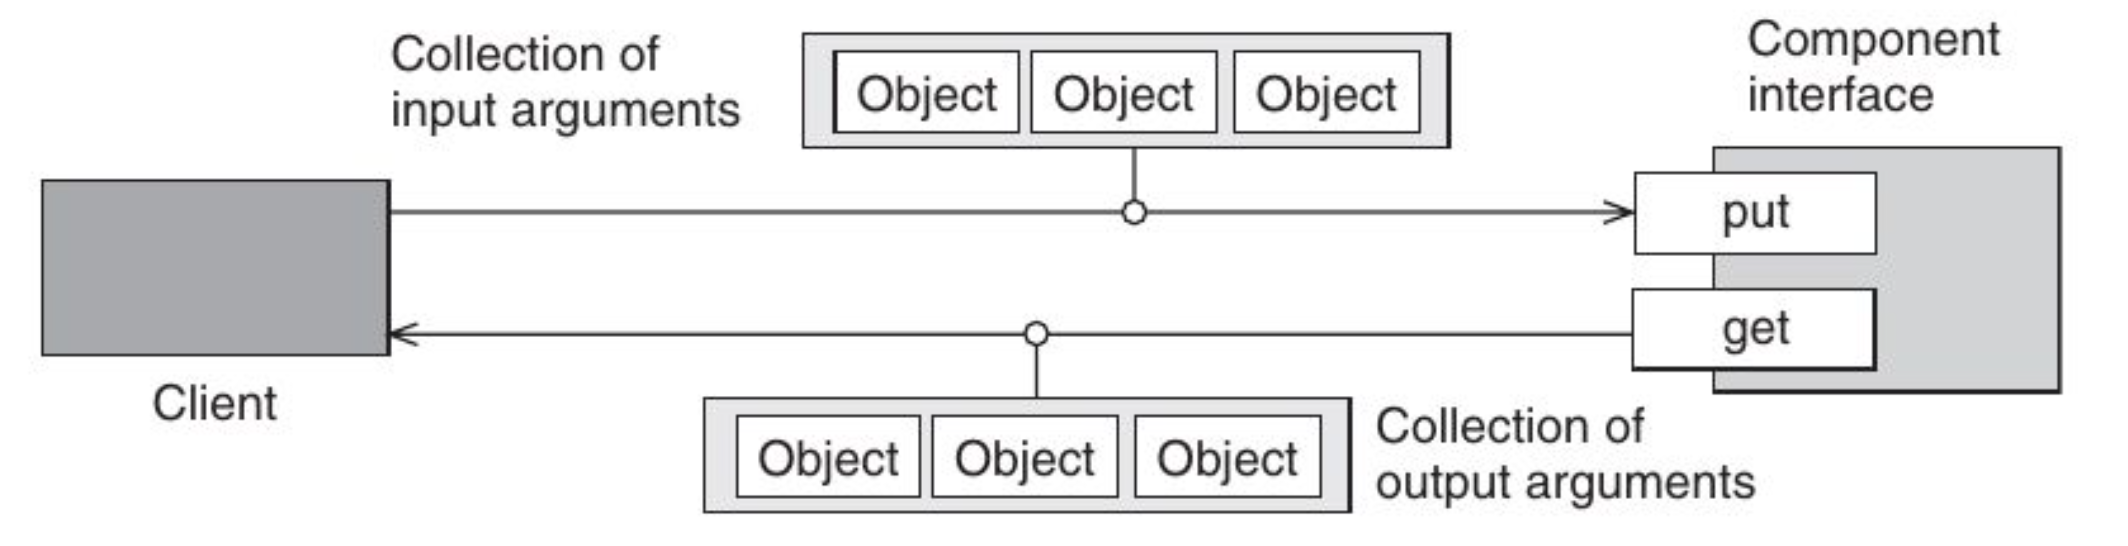 Collection of
input arguments
Object Object Object
Component
interface
put
get
Client
Object Object Object
Collection of
output arguments